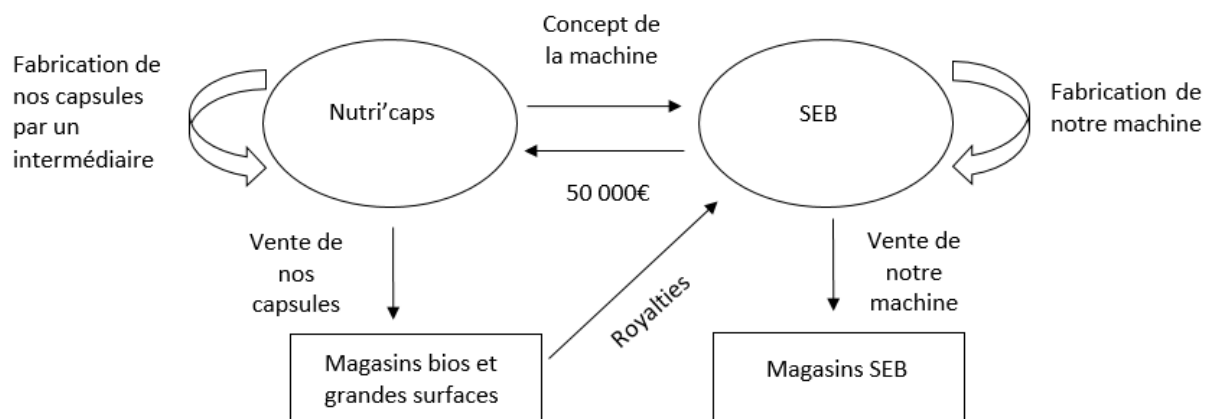 Concept de
la machine
Fabrication de
nos capsules
par un
intermédiaire
Nutri’caps
SEB
Fabrication de
notre machine
50 000€
Vente de
nos
capsules
Royalties
Vente de
notre
machine
Magasins bios et
grandes surfaces
Magasins SEB